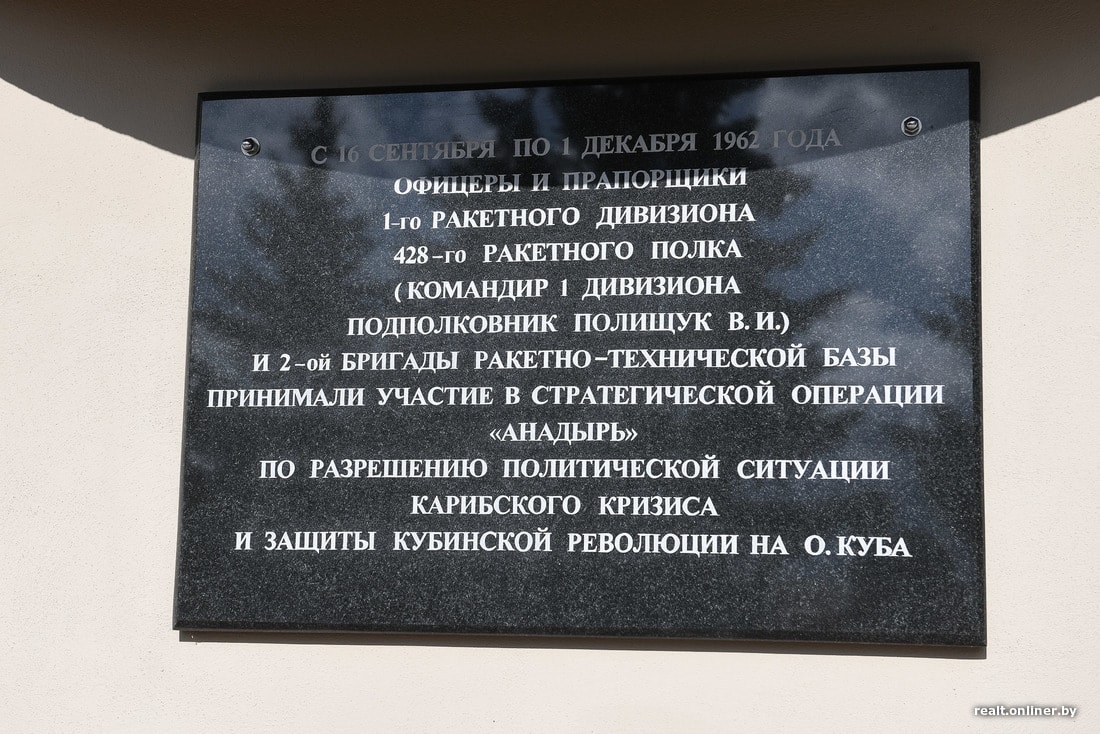 С 16 СЕНТЯБРЯ ПО 1 ДЕКАБРЯ 1962 ГОДА
ОФИЦЕРЫ И ПРАПОРЩИКИ
1-го РАКЕТНОГО ДИВИЗИОНА
428-го РАКЕТНОГО ПОЛКА
(КОМАНДИР 1 ДИВИЗИОНА
ПОДПОЛКОВНИК ПОЛИЩУК В. И.)
И 2-ой БРИГАДЫ РАКЕТНО-ТЕХНИЧЕСКОЙ БАЗЫ
ПРИНИМАЛИ УЧАСТИЕ В СТРАТЕГИЧЕСКОЙ ОПЕРАЦИИ
«АНАДЫРЬ»
ПО РАЗРЕШЕНИЮ ПОЛИТИЧЕСКОЙ СИТУАЦИИ
КАРИБСКОГО КРИЗИСА
И ЗАЩИТЫ КУБИНСКОЙ РЕВОЛЮЦИИ НА О. КУБА
realt.onliner.by